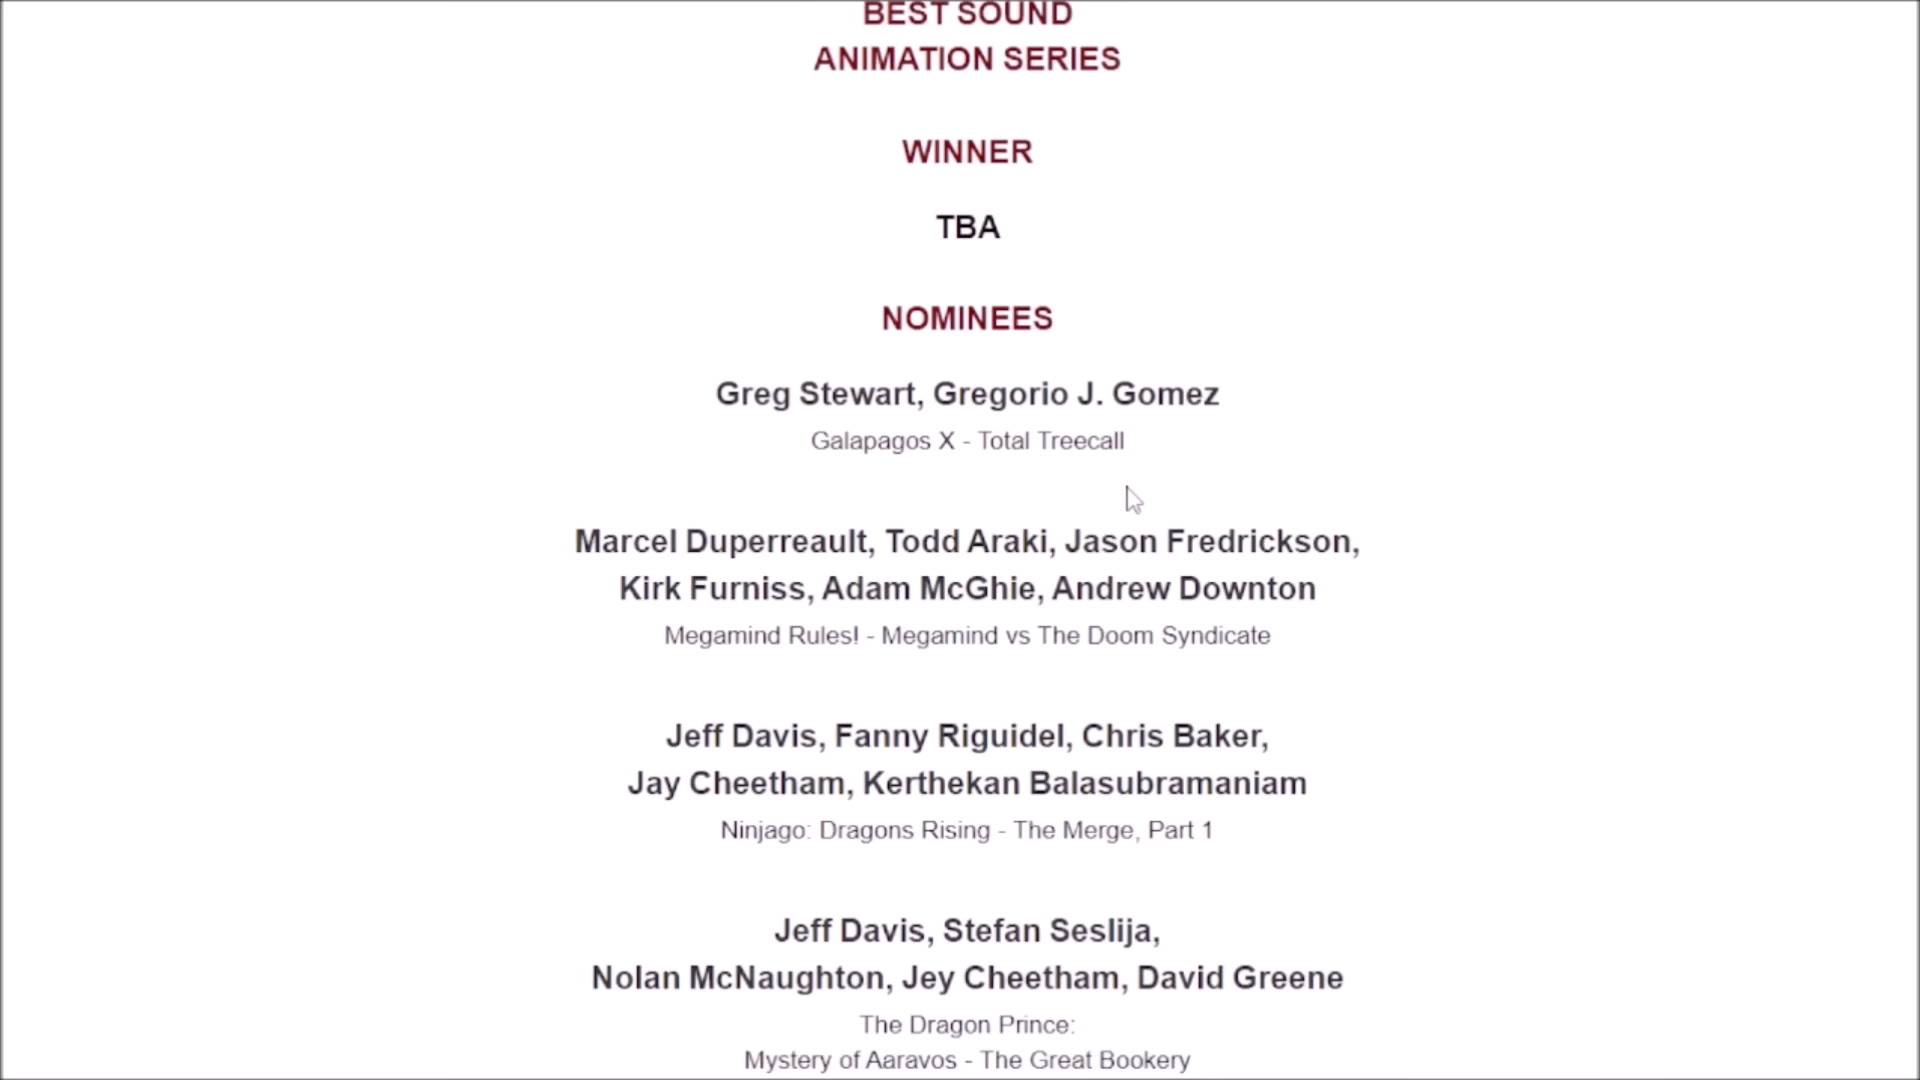 BEST SOUND
ANIMATION SERIES
WINNER
TBA
NOMINEES
Greg Stewart, Gregorio J. Gomez
Galapagos X - Total Treecall
Marcel Duperreault, Todd Araki, Jason Fredrickson,
Kirk Furniss, Adam McGhie, Andrew Downton
Megamind Rules! - Megamind vs The Doom Syndicate
Jeff Davis, Fanny Riguidel, Chris Baker,
Jay Cheetham, Kerthekan Balasubramaniam
Ninjago: Dragons Rising - The Merge, Part 1
Jeff Davis, Stefan Seslija,
Nolan McNaughton, Jey Cheetham, David Greene
The Dragon Prince:
Mystery of Aaravos - The Great Bookery